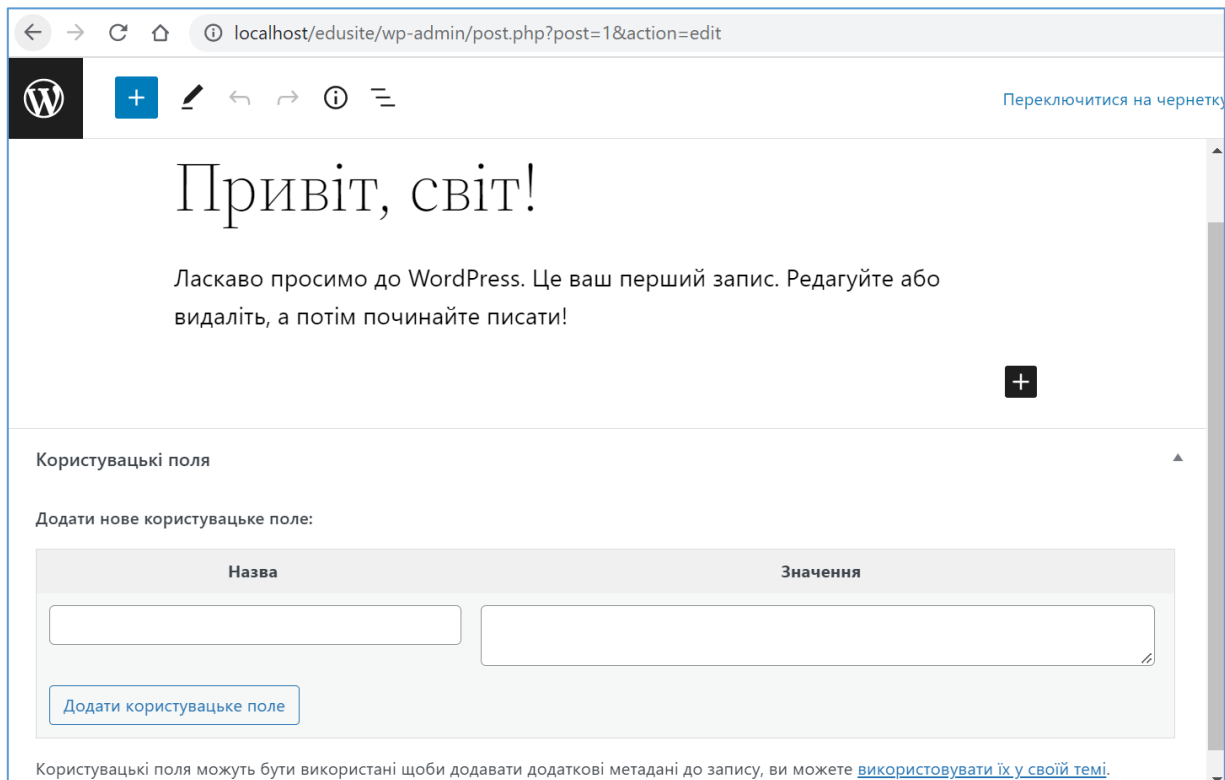 localhost/edusite/wp-admin/post.php?post=1&action=edit
Переключитися на чернетку
Привіт, світ!
Ласкаво просимо до WordPress. Це ваш перший запис. Редагуйте або
видаліть, а потім починайте писати!
Користувацькі поля
Додати нове користувацьке поле:
Назва Значення
Додати користувацьке поле
Користувацькі поля можуть бути використані щоби додавати додаткові метадані до запису, ви можете використовувати їх у своїй темі.